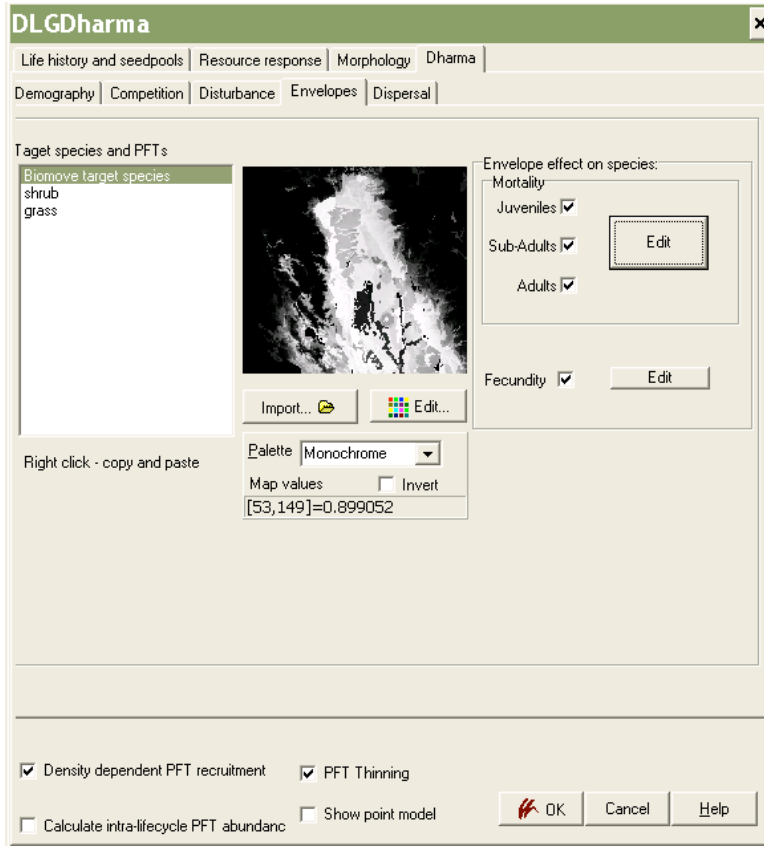 DLGDharma
Life history and seedpools Resource response Morphology Dharma
Demography Competition Disturbance Envelopes Dispersal
Taget species and PFTs
Biomove target species
shrub
grass
Right click - copy and paste
Import... Edit...
Palette Monochrome
Map values Invert
[53,149]=0.899052
Envelope effect on species:
Mortality
Juveniles
Sub-Adults
Adults
Edit
Fecundity Edit
Density dependent PFT recruitment PFT Thinning
Calculate intra-lifecycle PFT abundanc Show point model
OK Cancel Help